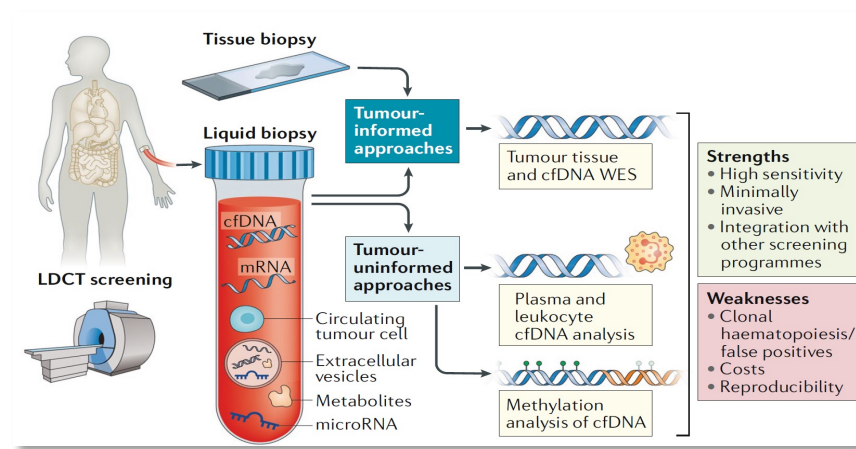 Tissue biopsy
Liquid biopsy
LDCT screening
cfDNA
mRNA
Circulating
tumour cell
Extracellular
vesicles
Metabolites
microRNA
Tumour-
informed
approaches
Tumour-
uninformed
approaches
Tumour tissue
and cfDNA WES
Plasma and
leukocyte
cfDNA analysis
Methylation
analysis of cfDNA
Strengths
• High sensitivity
• Minimally
invasive
• Integration with
other screening
programmes
Weaknesses
• Clonal
haematopoiesis/
false positives
• Costs
• Reproducibility